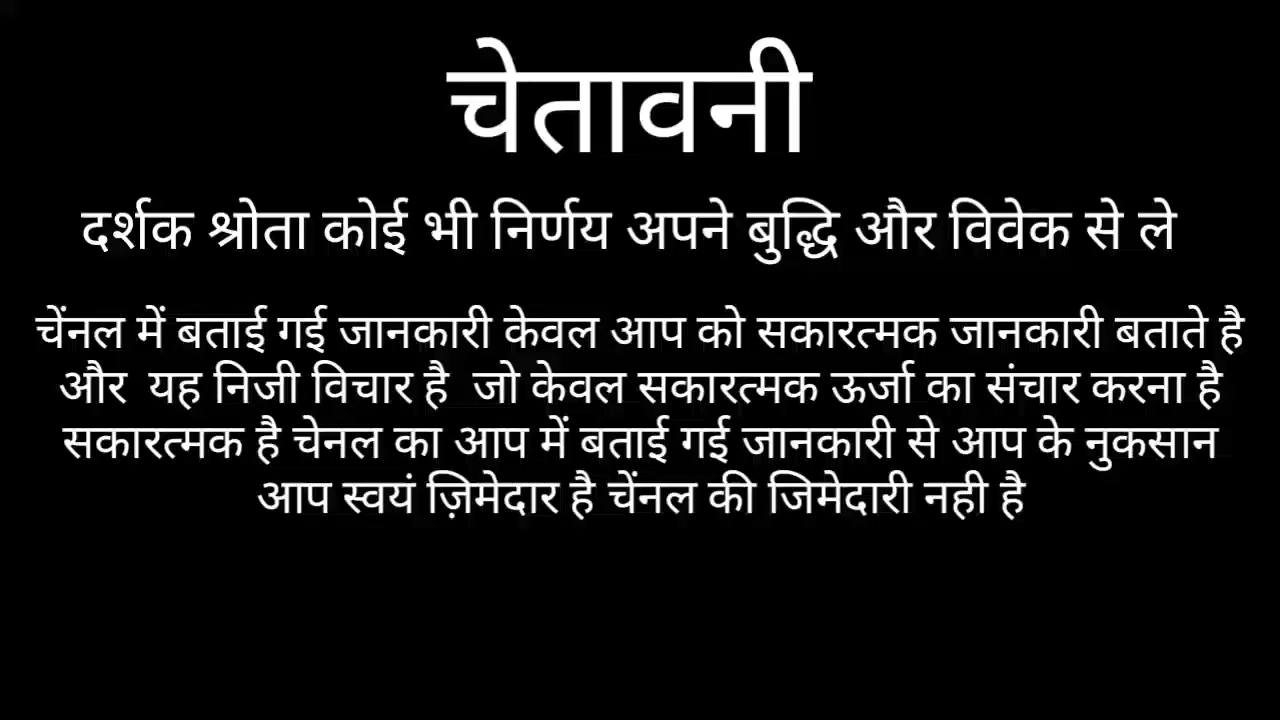 चेतावनी
दर्शक श्रोता कोई भी निर्णय अपने बुद्धि और विवेक से ले
चेंनल में बताई गई जानकारी केवल आप को सकारत्मक जानकारी बताते है
और यह निजी विचार है जो केवल सकारत्मक ऊर्जा का संचार करना है
सकारत्मक है चेनल का आप में बताई गई जानकारी से आप के नुकसान
आप स्वयं ज़िमेदार है चेंनल की जिमेदारी नही है